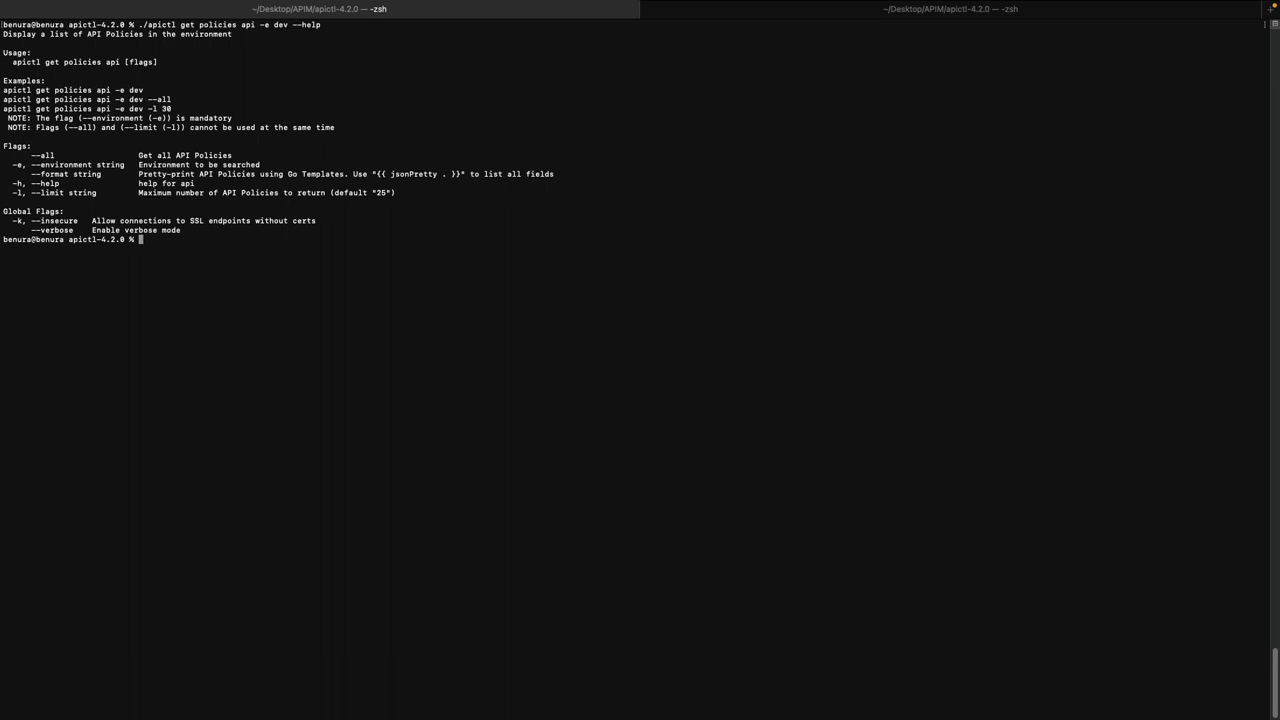 ~/Desktop/APIM/apictl-4.2.0 — -zsh
~/Desktop/APIM/apictl-4.2.0 — -zsh
[benura@benura apictl-4.2.0 % ./apictl get policies api -e dev --help
Display a list of API Policies in the environment
Usage:
apictl get policies api [flags]
Examples:
apictl get policies api -e dev
apictl get policies api -e dev --all
apictl get policies api -e dev -l 30
NOTE: The flag (--environment (-e)) is mandatory
NOTE: Flags (--all) and (--limit (-l)) cannot be used at the same time
Flags:
--all Get all API Policies
-e, --environment string Environment to be searched
--format string Pretty-print API Policies using Go Templates. Use "{{ jsonPretty . }}" to list all fields
-h, --help help for api
-l, --limit string Maximum number of API Policies to return (default "25")
Global Flags:
-k, --insecure Allow connections to SSL endpoints without certs
--verbose Enable verbose mode
benura@benura apictl-4.2.0 %